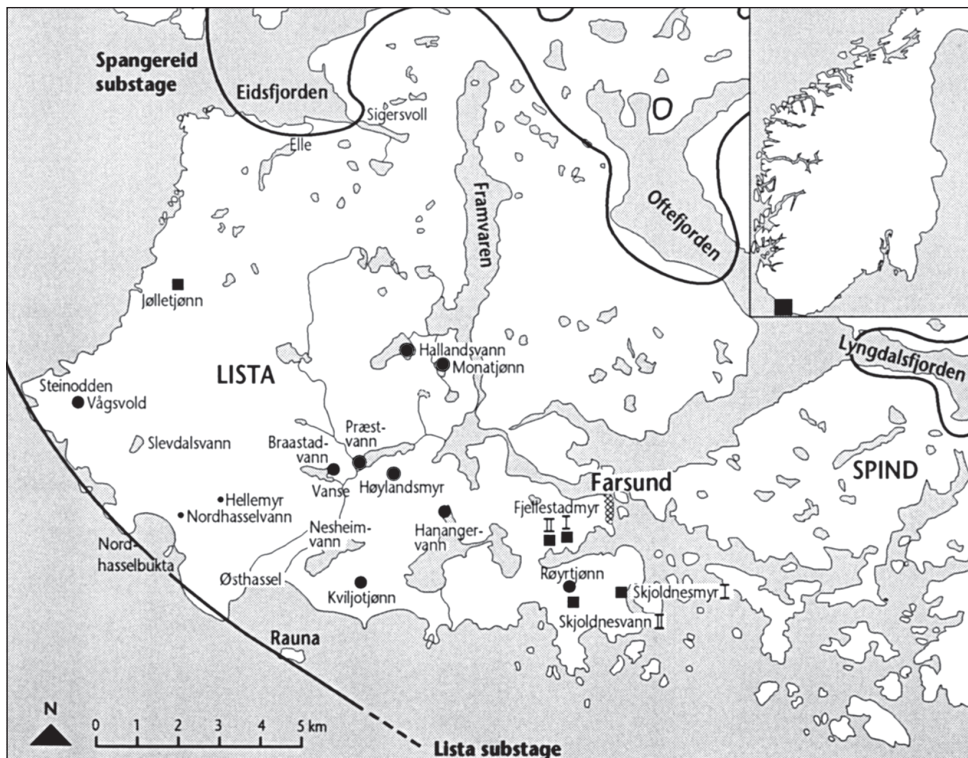 Spangereid
substage
Eidsfjorden
Sigersvoll
Elle
Framvaren
Oftefjorden
Jølletjønn
Hallandsvann
Monatjønn
Lyngdalsfjorden
LISTA
Steinodden
Vågsvold
Præst-
vann
Slevdalsvann
Braastad-
vann
SPIND
Vanse
Høylandsmyr
Farsund
Hellemyr
Nordhasselvann
Fjellestadmyr
II I
Nesheim-
vann
Hananger-
vann
Nord-
hasselbukta
Østhassel
Kviljotjønn
Røyrtjønn
Skjoldnesmyr I
Skjoldnesvann II
Rauna
N
0 1 2 3 4 5 km
Lista substage